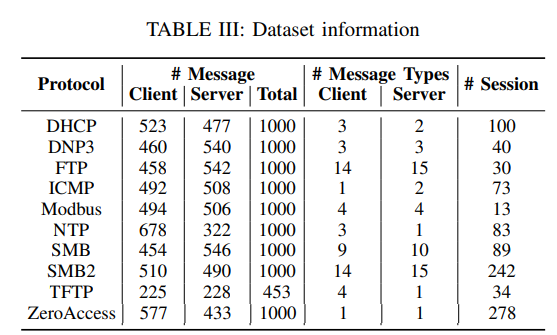 TABLE III: Dataset information
Protocol # Message # Message Types # Session
Client Server Total Client Server
DHCP 523 477 1000 3 2 100
DNP3 460 540 1000 3 3 40
FTP 458 542 1000 14 15 30
ICMP 492 508 1000 1 2 73
Modbus 494 506 1000 4 4 13
NTP 678 322 1000 3 1 83
SMB 454 546 1000 9 10 89
SMB2 510 490 1000 14 15 242
TFTP 225 228 453 4 1 34
ZeroAccess 577 433 1000 1 1 278